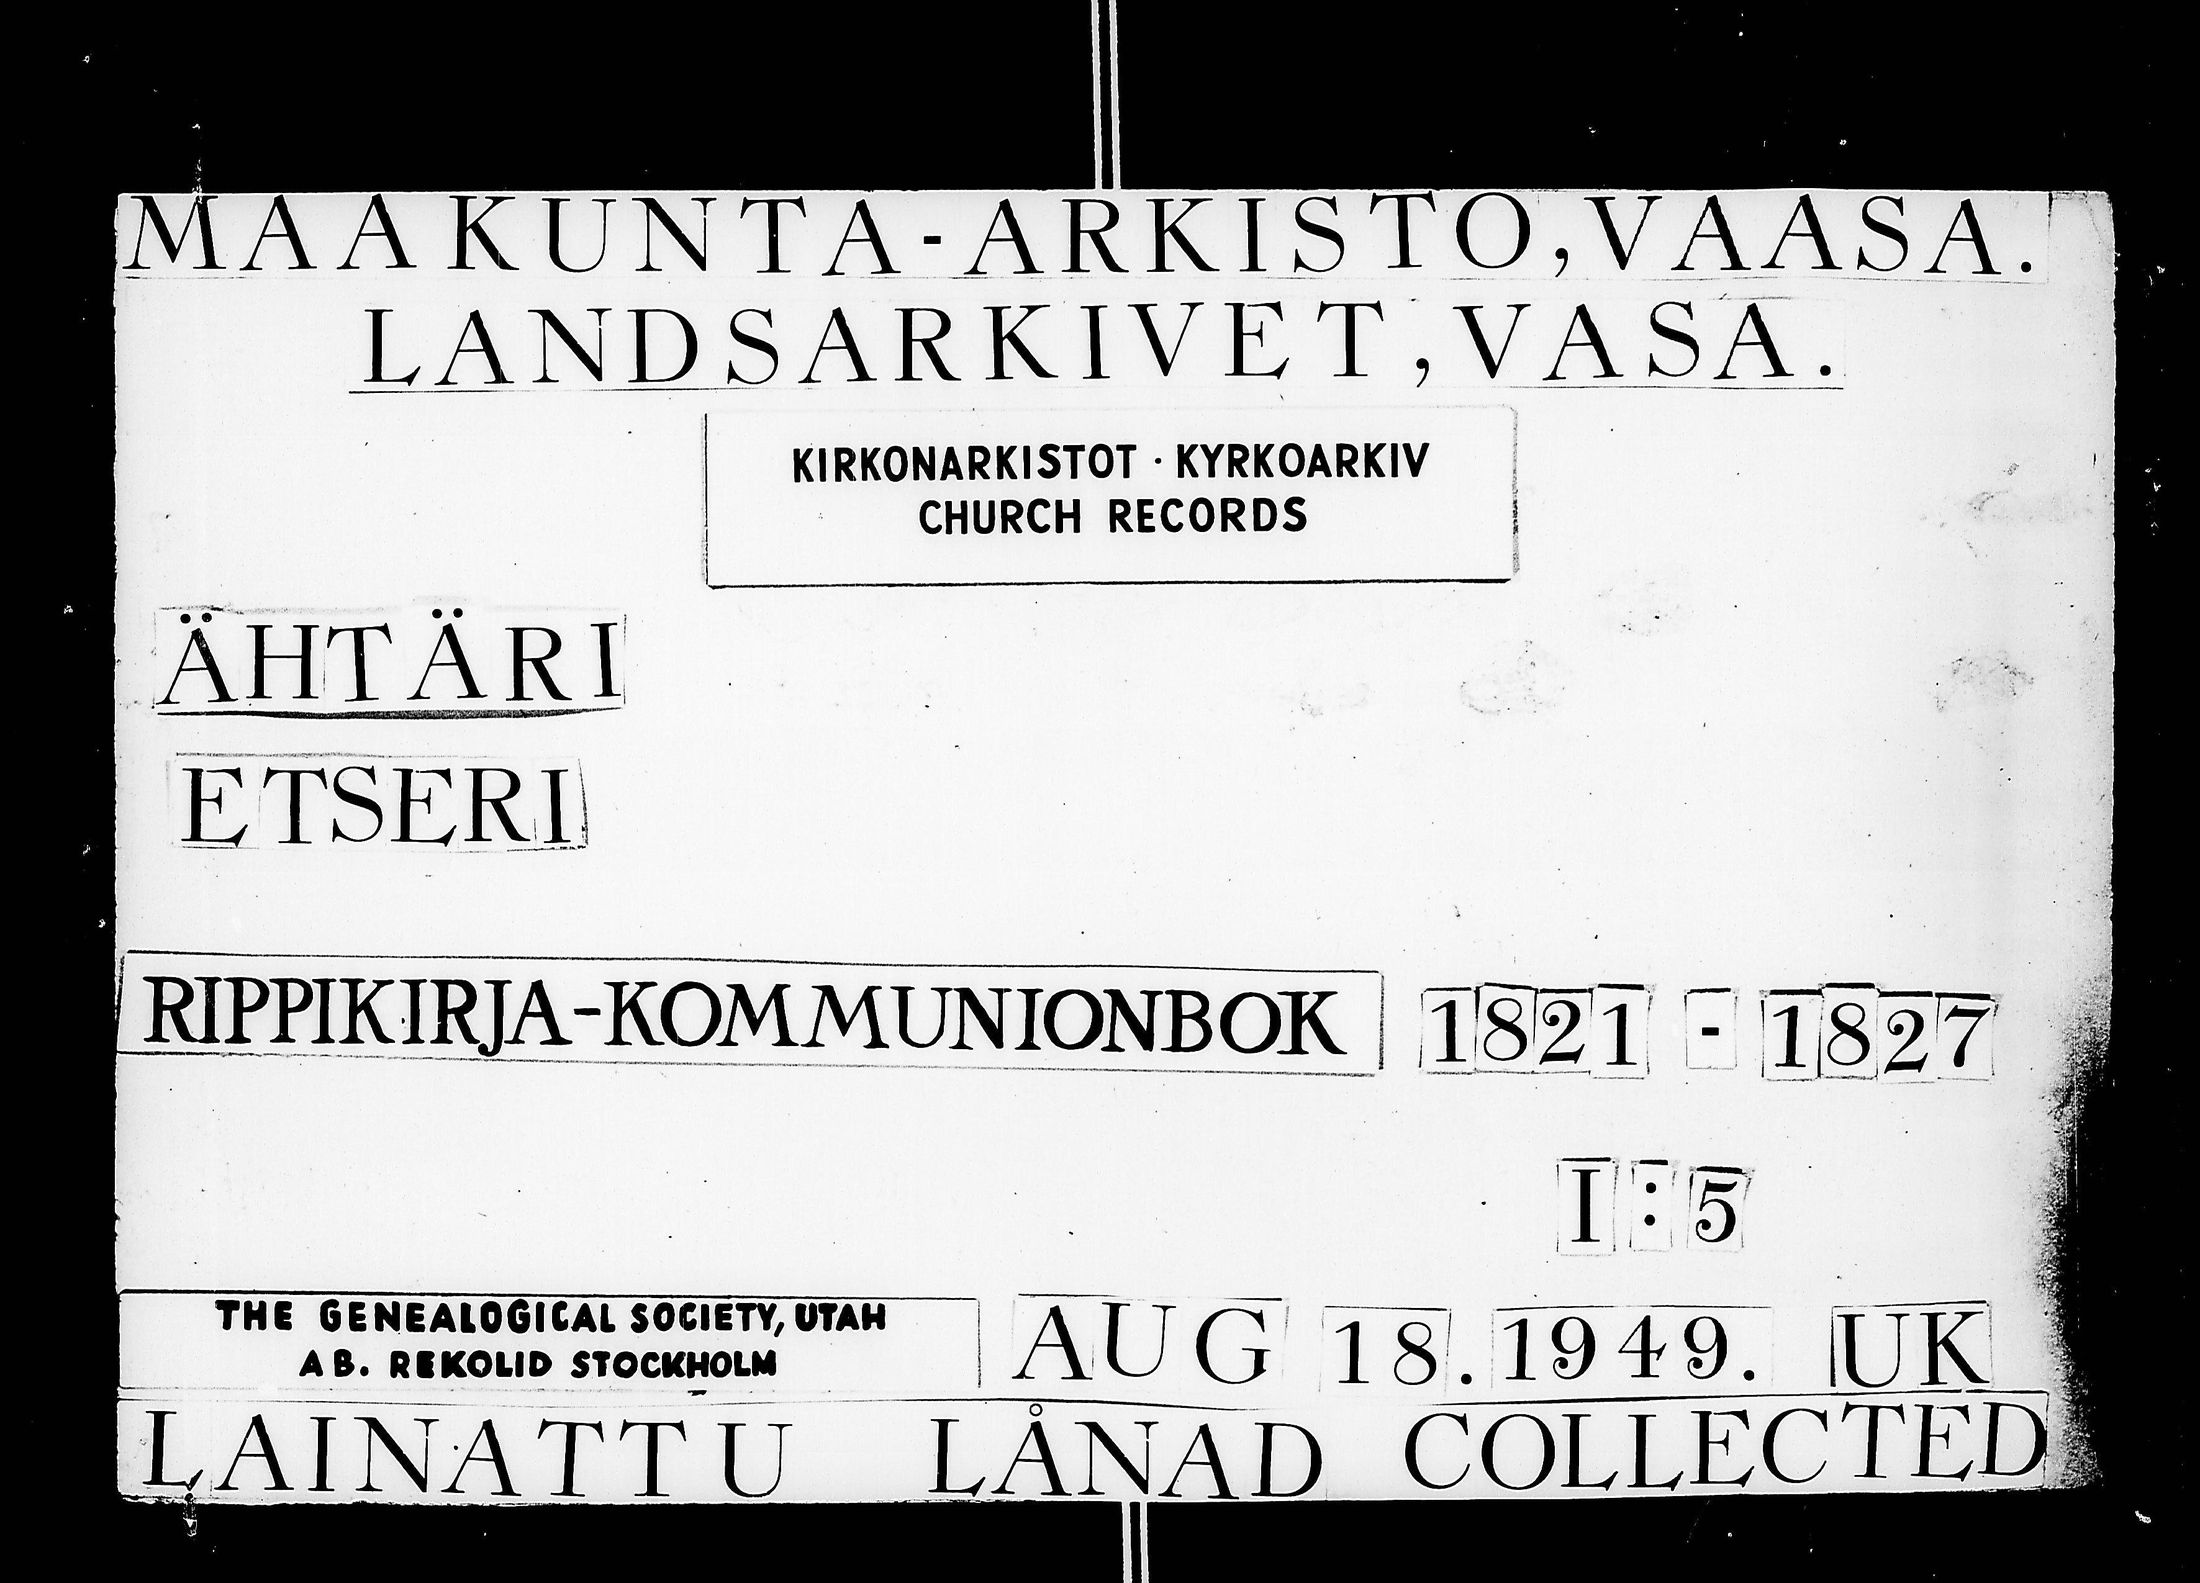 MAAKUNTA-ARKISTO, VAASA.
LANDSARKIVET, VASA.
KIRKONARKISTOT · KYRKOARKIV
CHURCH RECORDS
ÄHTÄRI
ETSERI
RIPPIKIRJA-KOMMUNIONBOK 1821 - 1827
I:5
THE GENEALOGICAL SOCIETY, UTAH
AB. REKOLID STOCKHOLM
AUG 18. 1949. UK
LAINATTU LÅNAD COLLECTED